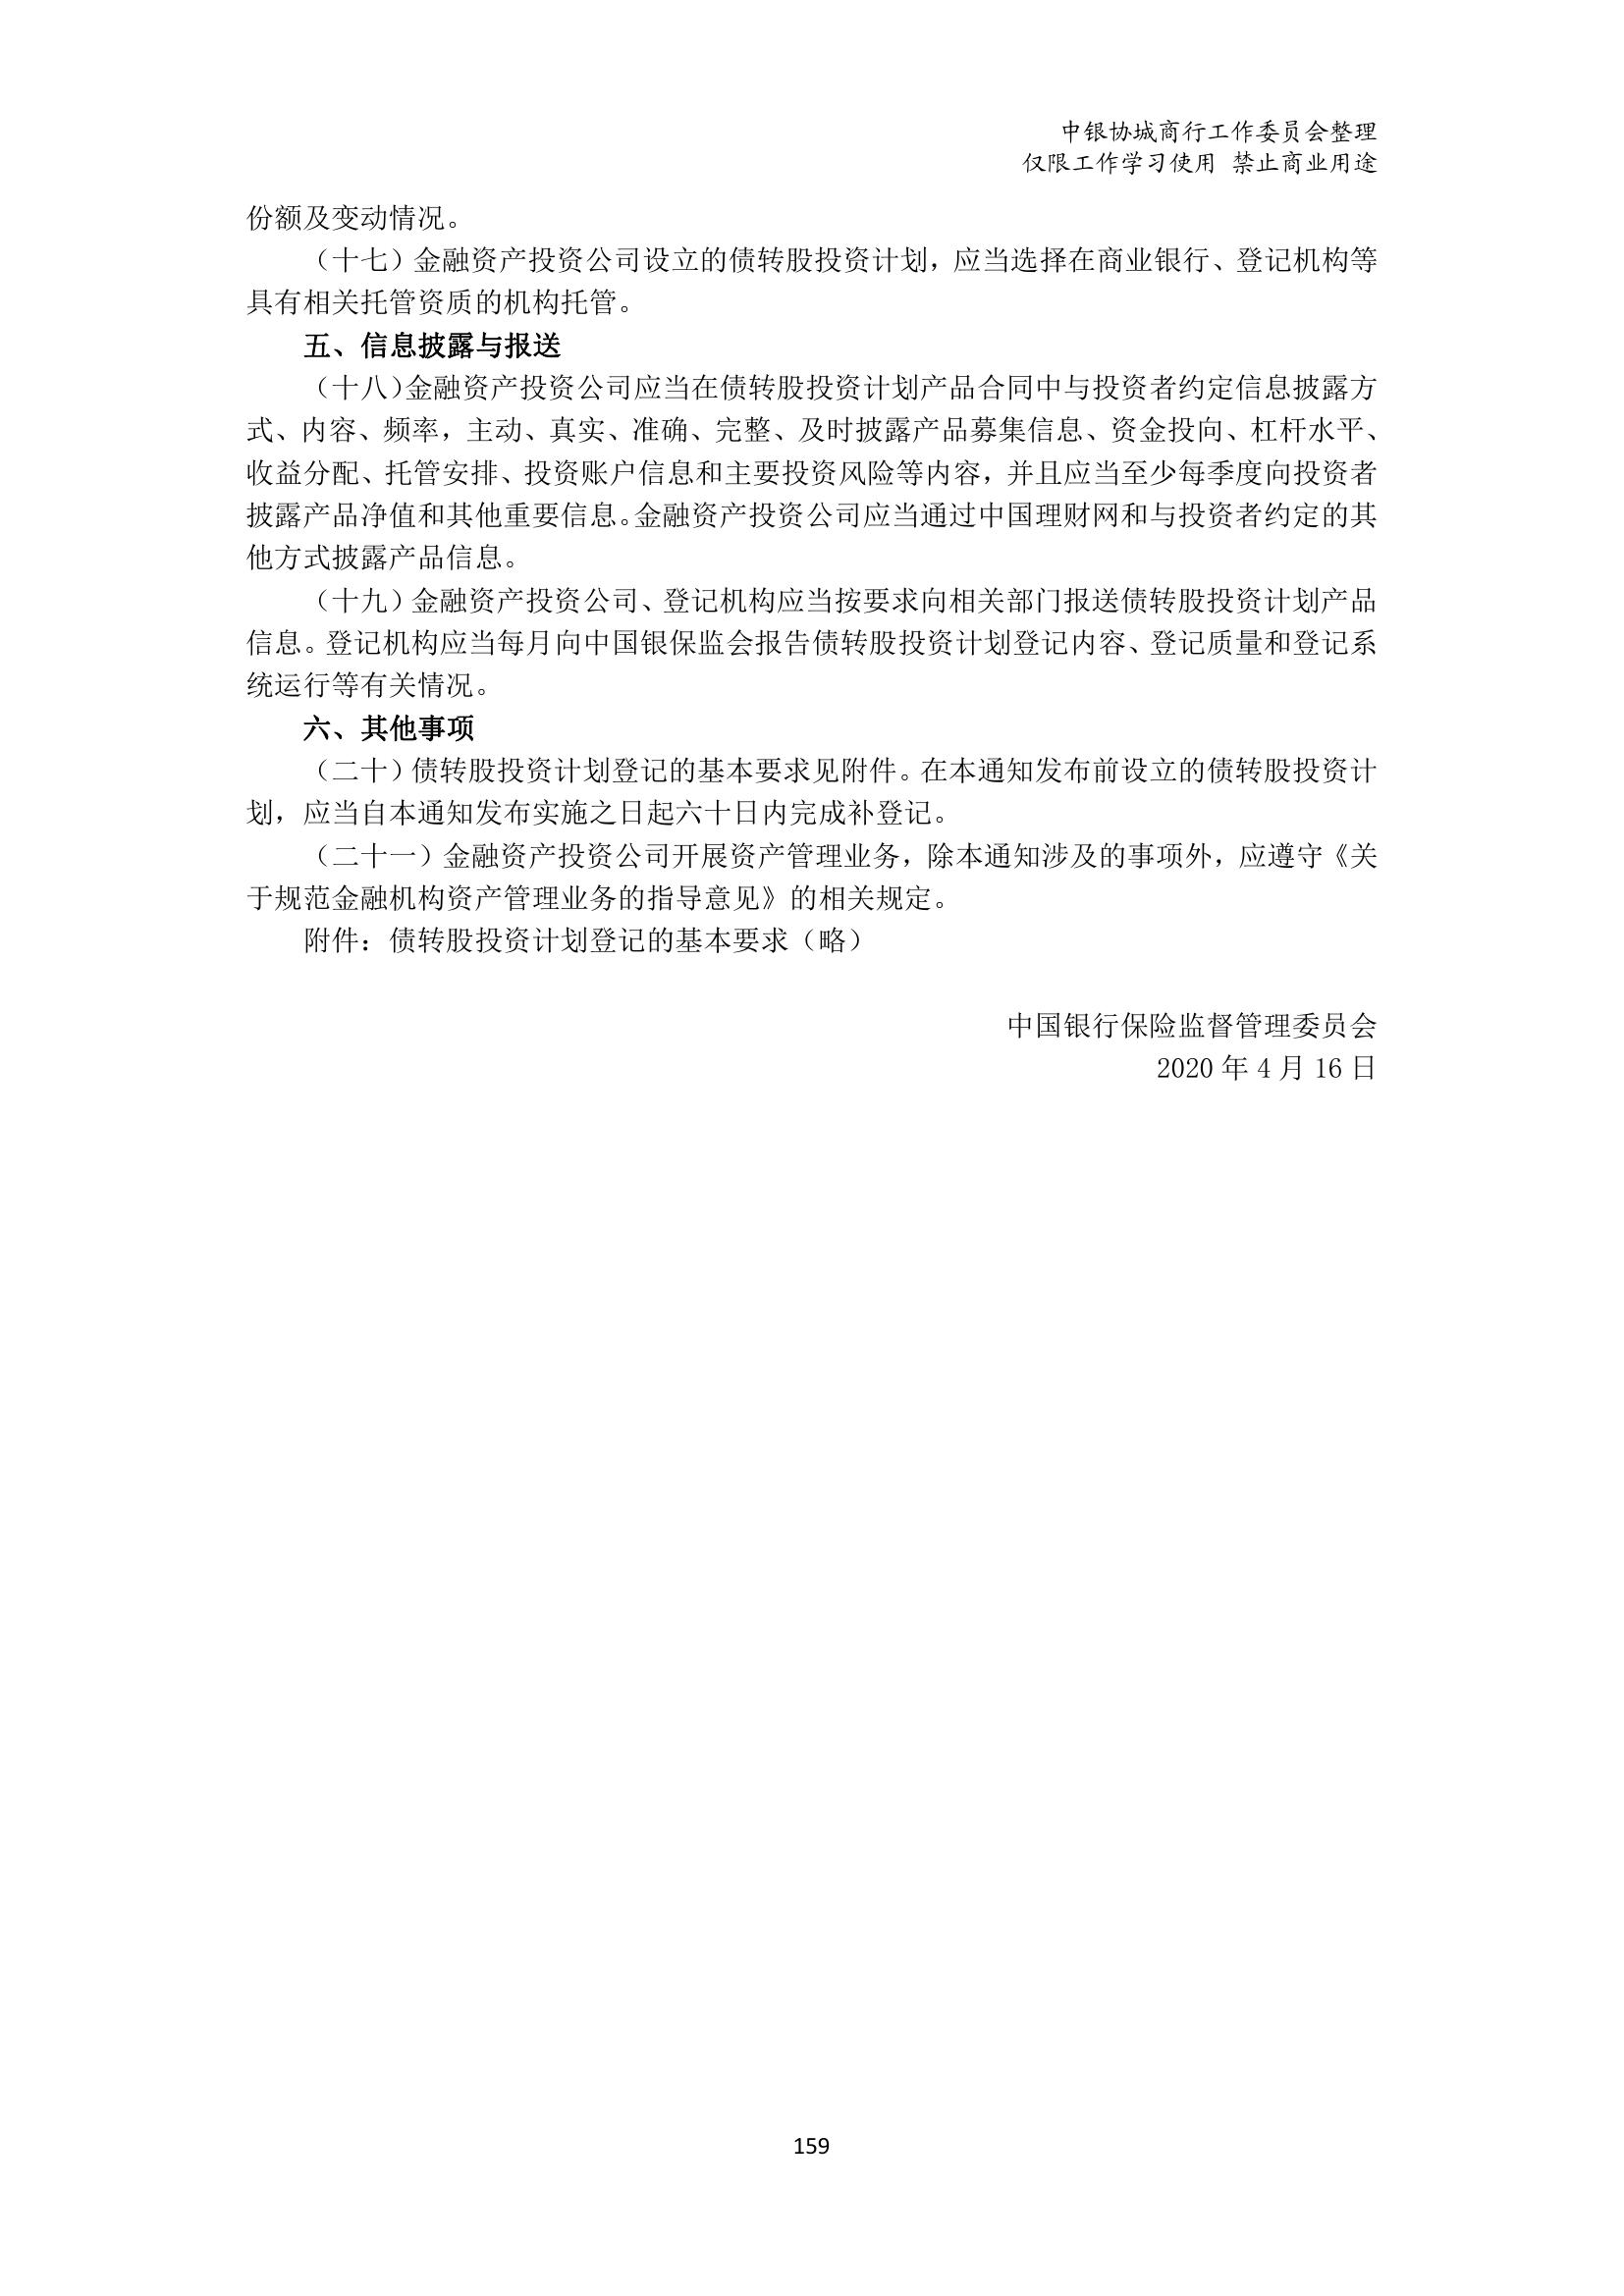 中银协城商行工作委员会整理
仅限工作学习使用 禁止商业用途
份额及变动情况。
（十七）金融资产投资公司设立的债转股投资计划，应当选择在商业银行、登记机构等
具有相关托管资质的机构托管。
五、信息披露与报送
（十八）金融资产投资公司应当在债转股投资计划产品合同中与投资者约定信息披露方
式、内容、频率，主动、真实、准确、完整、及时披露产品募集信息、资金投向、杠杆水平、
收益分配、托管安排、投资账户信息和主要投资风险等内容，并且应当至少每季度向投资者
披露产品净值和其他重要信息。金融资产投资公司应当通过中国理财网和与投资者约定的其
他方式披露产品信息。
（十九）金融资产投资公司、登记机构应当按要求向相关部门报送债转股投资计划产品
信息。登记机构应当每月向中国银保监会报告债转股投资计划登记内容、登记质量和登记系
统运行等有关情况。
六、其他事项
（二十）债转股投资计划登记的基本要求见附件。在本通知发布前设立的债转股投资计
划，应当自本通知发布实施之日起六十日内完成补登记。
（二十一）金融资产投资公司开展资产管理业务，除本通知涉及的事项外，应遵守《关
于规范金融机构资产管理业务的指导意见》的相关规定。
附件：债转股投资计划登记的基本要求（略）
中国银行保险监督管理委员会
2020 年 4 月 16 日
159